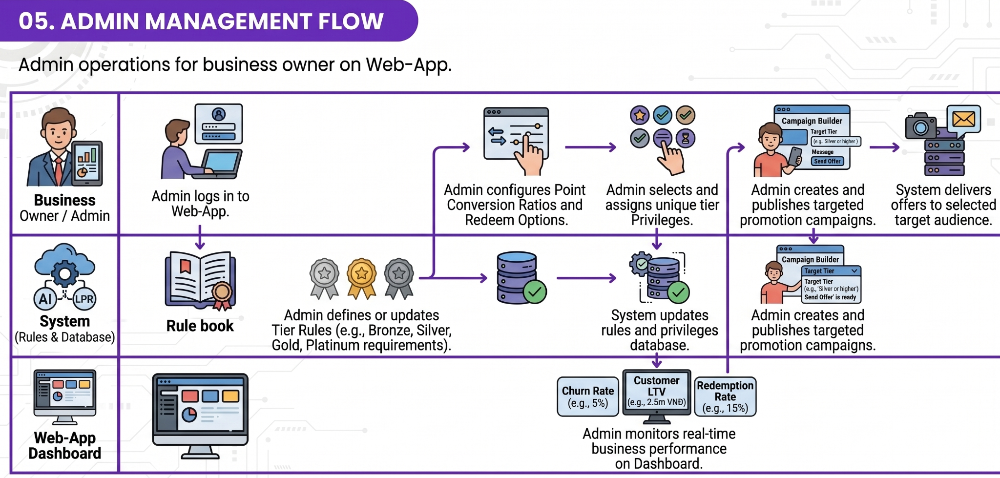 05. ADMIN MANAGEMENT FLOW
Admin operations for business owner on Web-App.
Business
Owner / Admin
Admin logs in to
Web-App.
Admin configures Point
Conversion Ratios and
Redeem Options.
Admin selects and
assigns unique tier
Privileges.
Campaign Builder
Target Tier
(e.g.. Silver or higher )
Message
Send Offer
Admin creates and
publishes targeted
promotion campaigns.
System delivers
offers to selected
target audience.
AI
LPR
System
(Rules & Database)
Rule book
Admin defines or updates
Tier Rules (e.g., Bronze, Silver,
Gold, Platinum requirements).
System updates
rules and privileges
database.
Campaign Builder
Target Tier
Target Tier
(e.g., 'Silver or higher')
Send Offer' is ready
Admin creates and
publishes targeted
promotion campaigns.
Web-App
Dashboard
Churn Rate
(e.g., 5%)
Customer
LTV
(e.g., 2.5m VNĐ)
Redemption
Rate
(e.g., 15%)
Admin monitors real-time
business performance
on Dashboard.